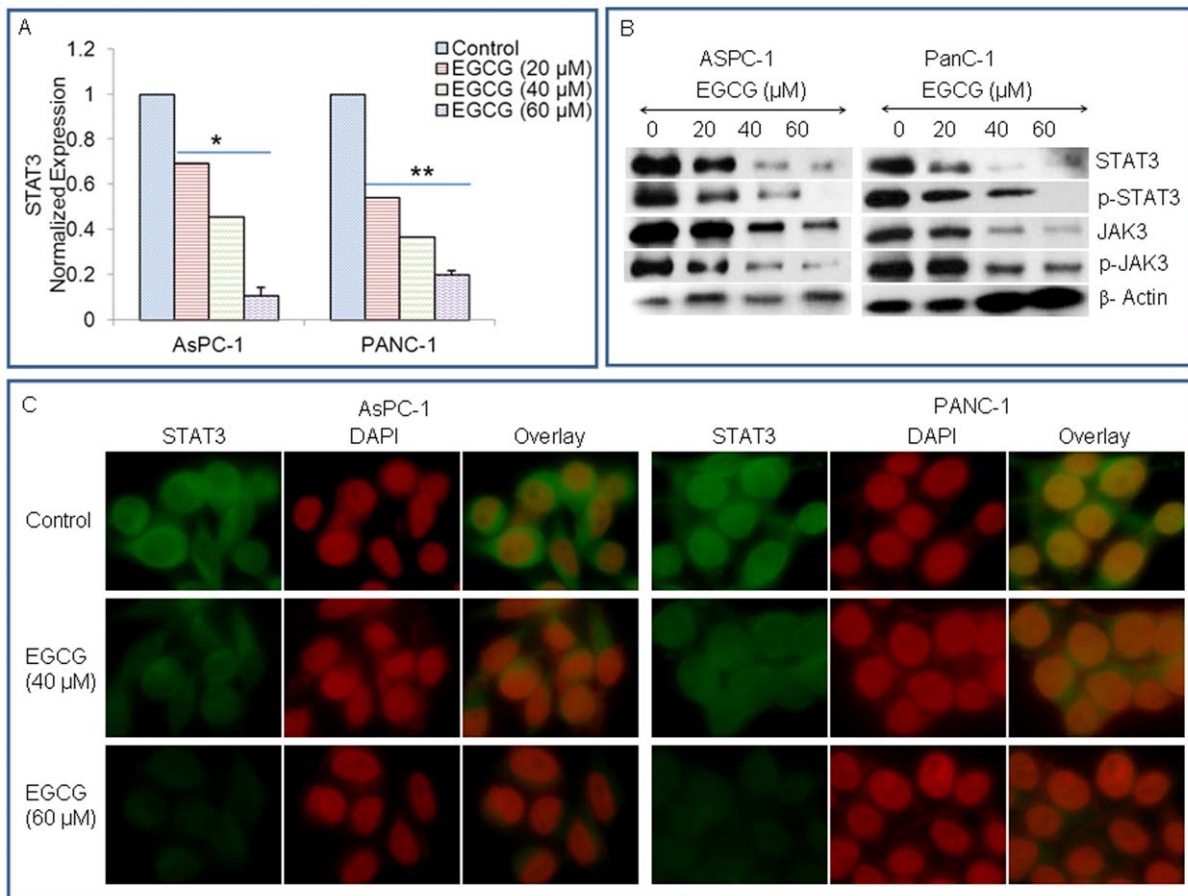 A
STAT3
Normalized Expression
1.2
1
0.8
0.6
0.4
0.2
0
Control
EGCG (20 µM)
EGCG (40 µM)
EGCG (60 µM)
*
**
AsPC-1 PANC-1
B
ASPC-1 PanC-1
EGCG (µM) EGCG (µM)
0 20 40 60 0 20 40 60
STAT3
p-STAT3
JAK3
p-JAK3
β- Actin
C
AsPC-1 PANC-1
STAT3 DAPI Overlay STAT3 DAPI Overlay
Control
EGCG
(40 µM)
EGCG
(60 µM)